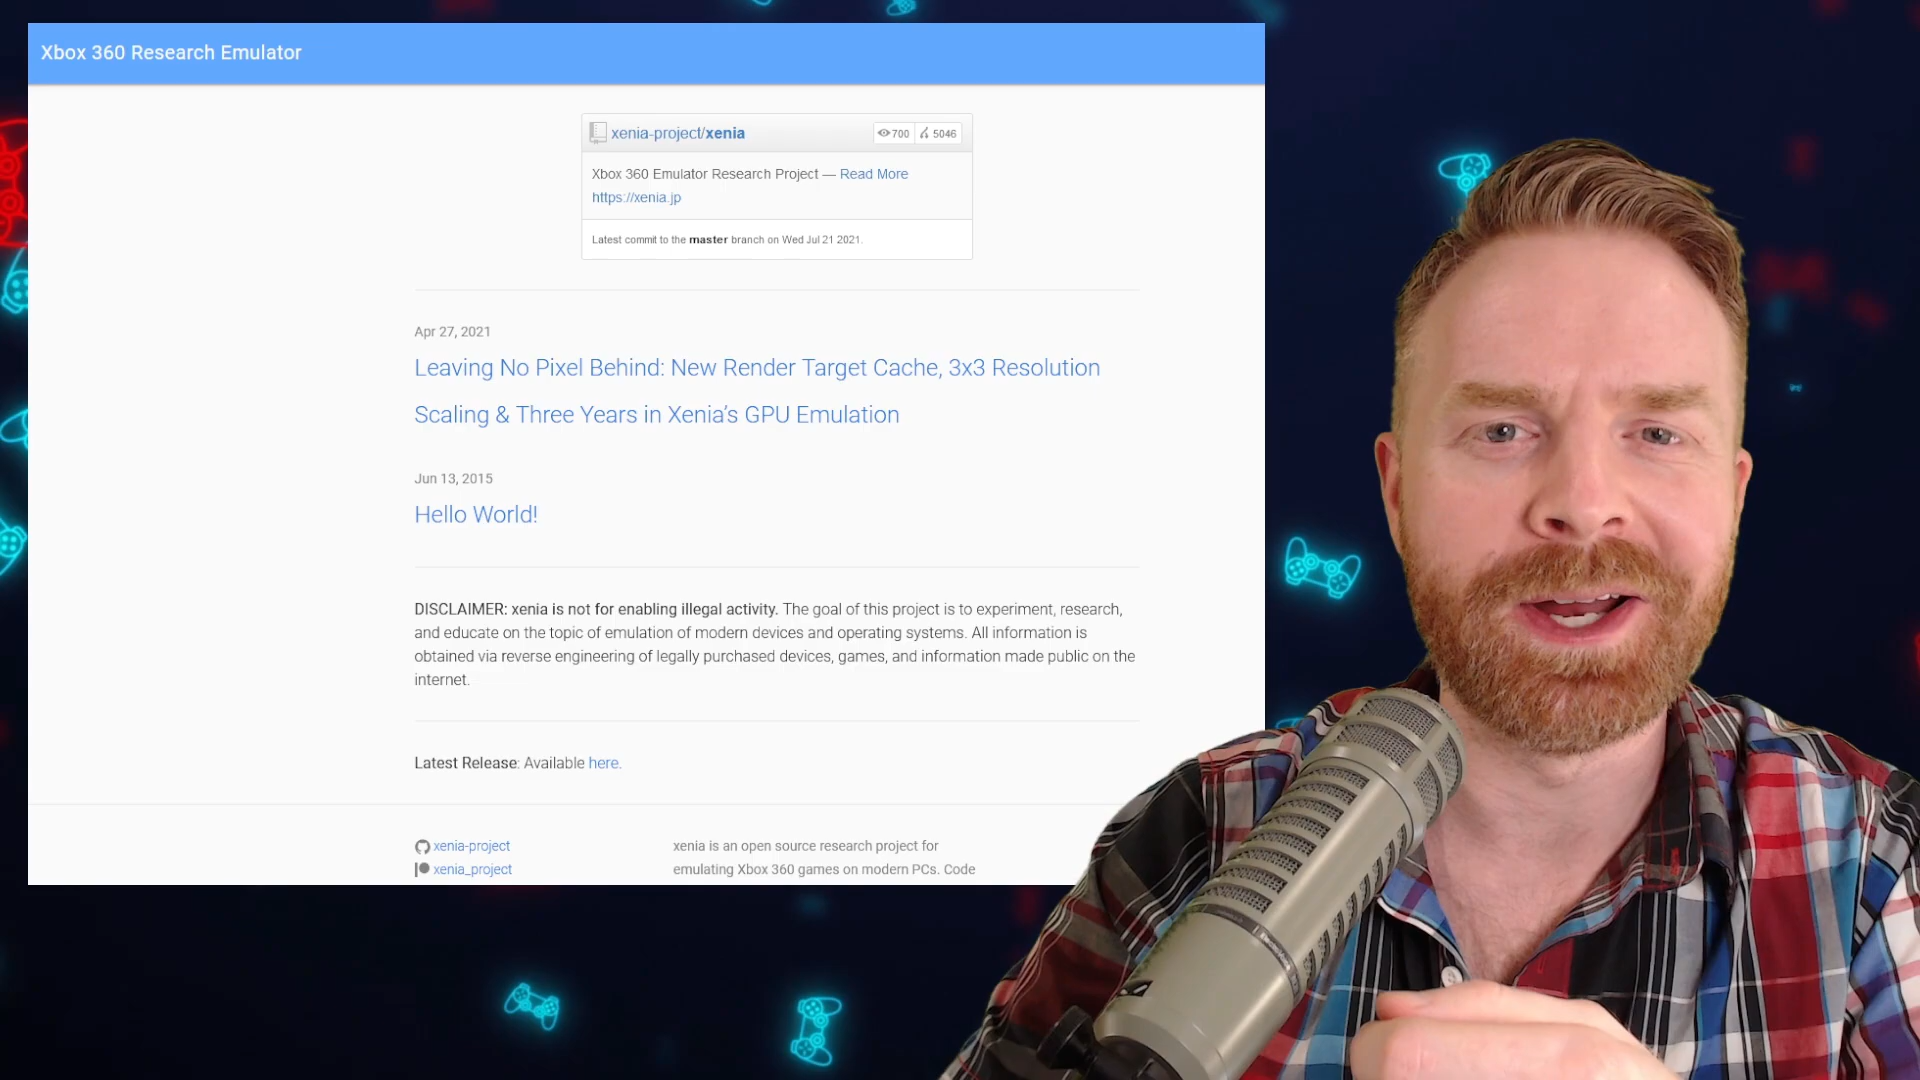 Xbox 360 Research Emulator
xenia-project/xenia
700
5046
Xbox 360 Emulator Research Project — Read More
https://xenia.jp
Latest commit to the master branch on Wed Jul 21 2021.
Apr 27, 2021
Leaving No Pixel Behind: New Render Target Cache, 3x3 Resolution
Scaling & Three Years in Xenia’s GPU Emulation
Jun 13, 2015
Hello World!
DISCLAIMER: xenia is not for enabling illegal activity. The goal of this project is to experiment, research,
and educate on the topic of emulation of modern devices and operating systems. All information is
obtained via reverse engineering of legally purchased devices, games, and information made public on the
internet.
Latest Release: Available here.
xenia-project
xenia_project
xenia is an open source research project for
emulating Xbox 360 games on modern PCs. Code